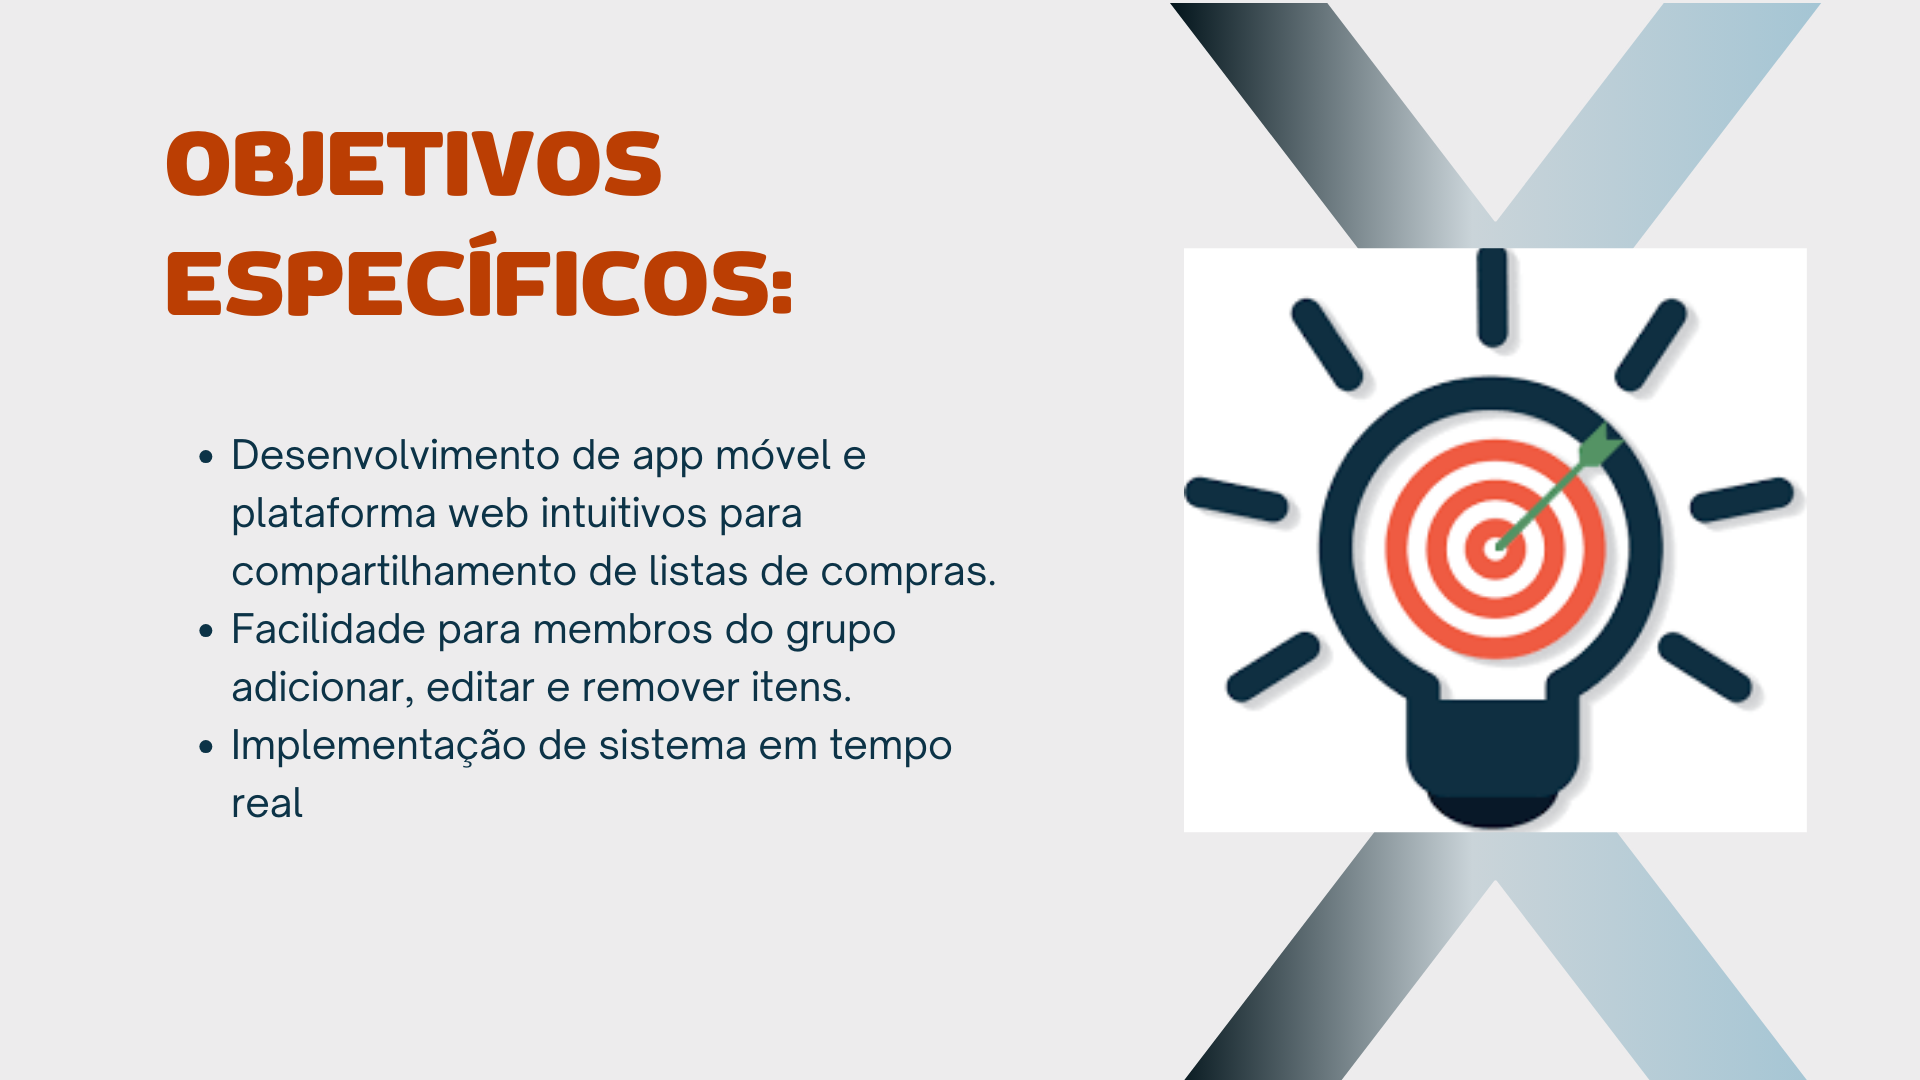 OBJETIVOS
ESPECÍFICOS:
• Desenvolvimento de app móvel e
plataforma web intuitivos para
compartilhamento de listas de compras.
• Facilidade para membros do grupo
adicionar, editar e remover itens.
• Implementação de sistema em tempo
real